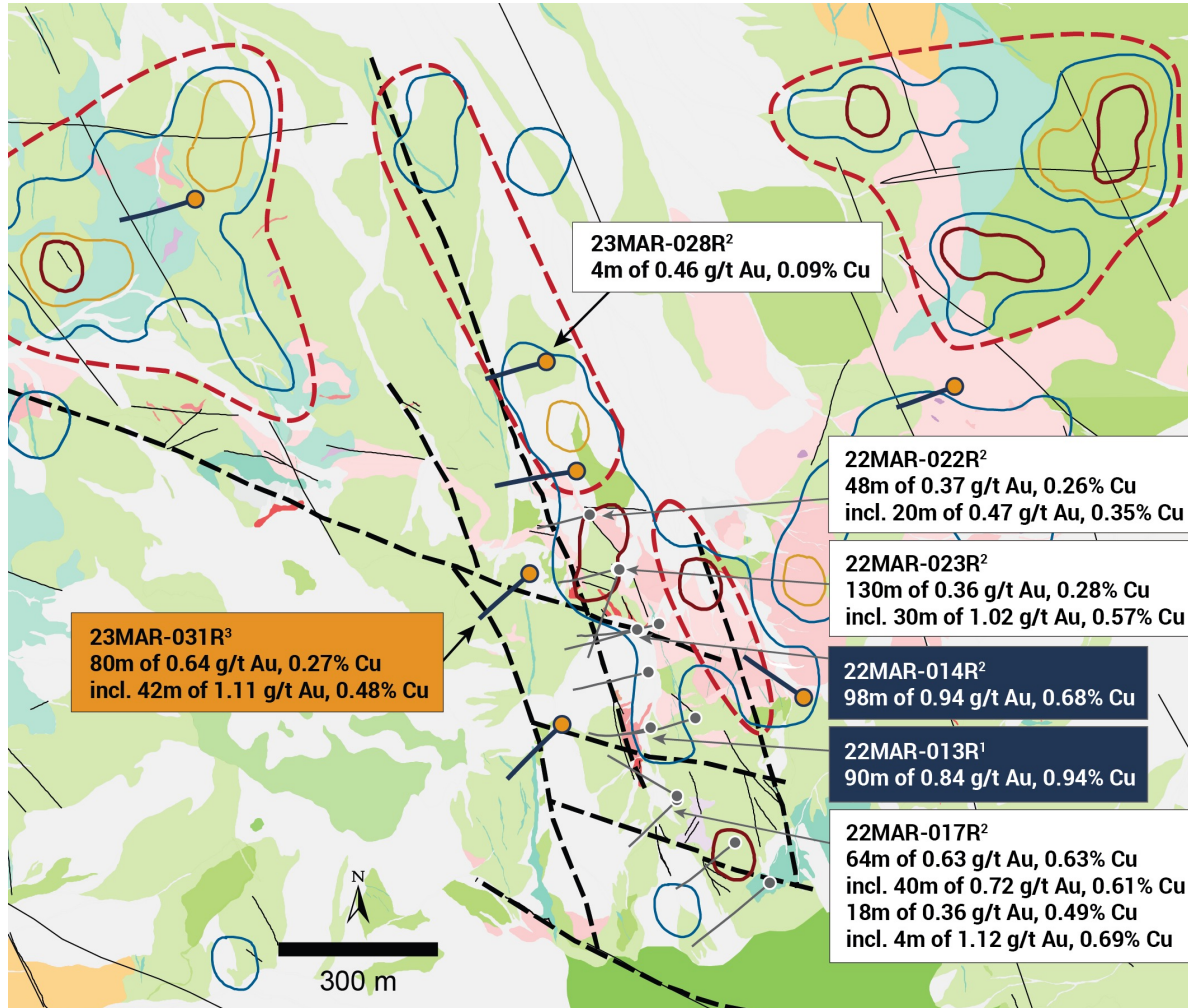 23MAR-028R²
4m of 0.46 g/t Au, 0.09% Cu
22MAR-022R²
48m of 0.37 g/t Au, 0.26% Cu
incl. 20m of 0.47 g/t Au, 0.35% Cu
22MAR-023R²
130m of 0.36 g/t Au, 0.28% Cu
incl. 30m of 1.02 g/t Au, 0.57% Cu
23MAR-031R³
80m of 0.64 g/t Au, 0.27% Cu
incl. 42m of 1.11 g/t Au, 0.48% Cu
22MAR-014R²
98m of 0.94 g/t Au, 0.68% Cu
22MAR-013R¹
90m of 0.84 g/t Au, 0.94% Cu
22MAR-017R²
64m of 0.63 g/t Au, 0.63% Cu
incl. 40m of 0.72 g/t Au, 0.61% Cu
18m of 0.36 g/t Au, 0.49% Cu
incl. 4m of 1.12 g/t Au, 0.69% Cu
N
300 m